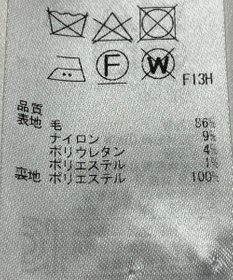 F W F13H
品質
表地 毛 86%
ナイロン 9%
ポリウレタン 4%
ポリエステル 1%
裏地 ポリエステル 100%